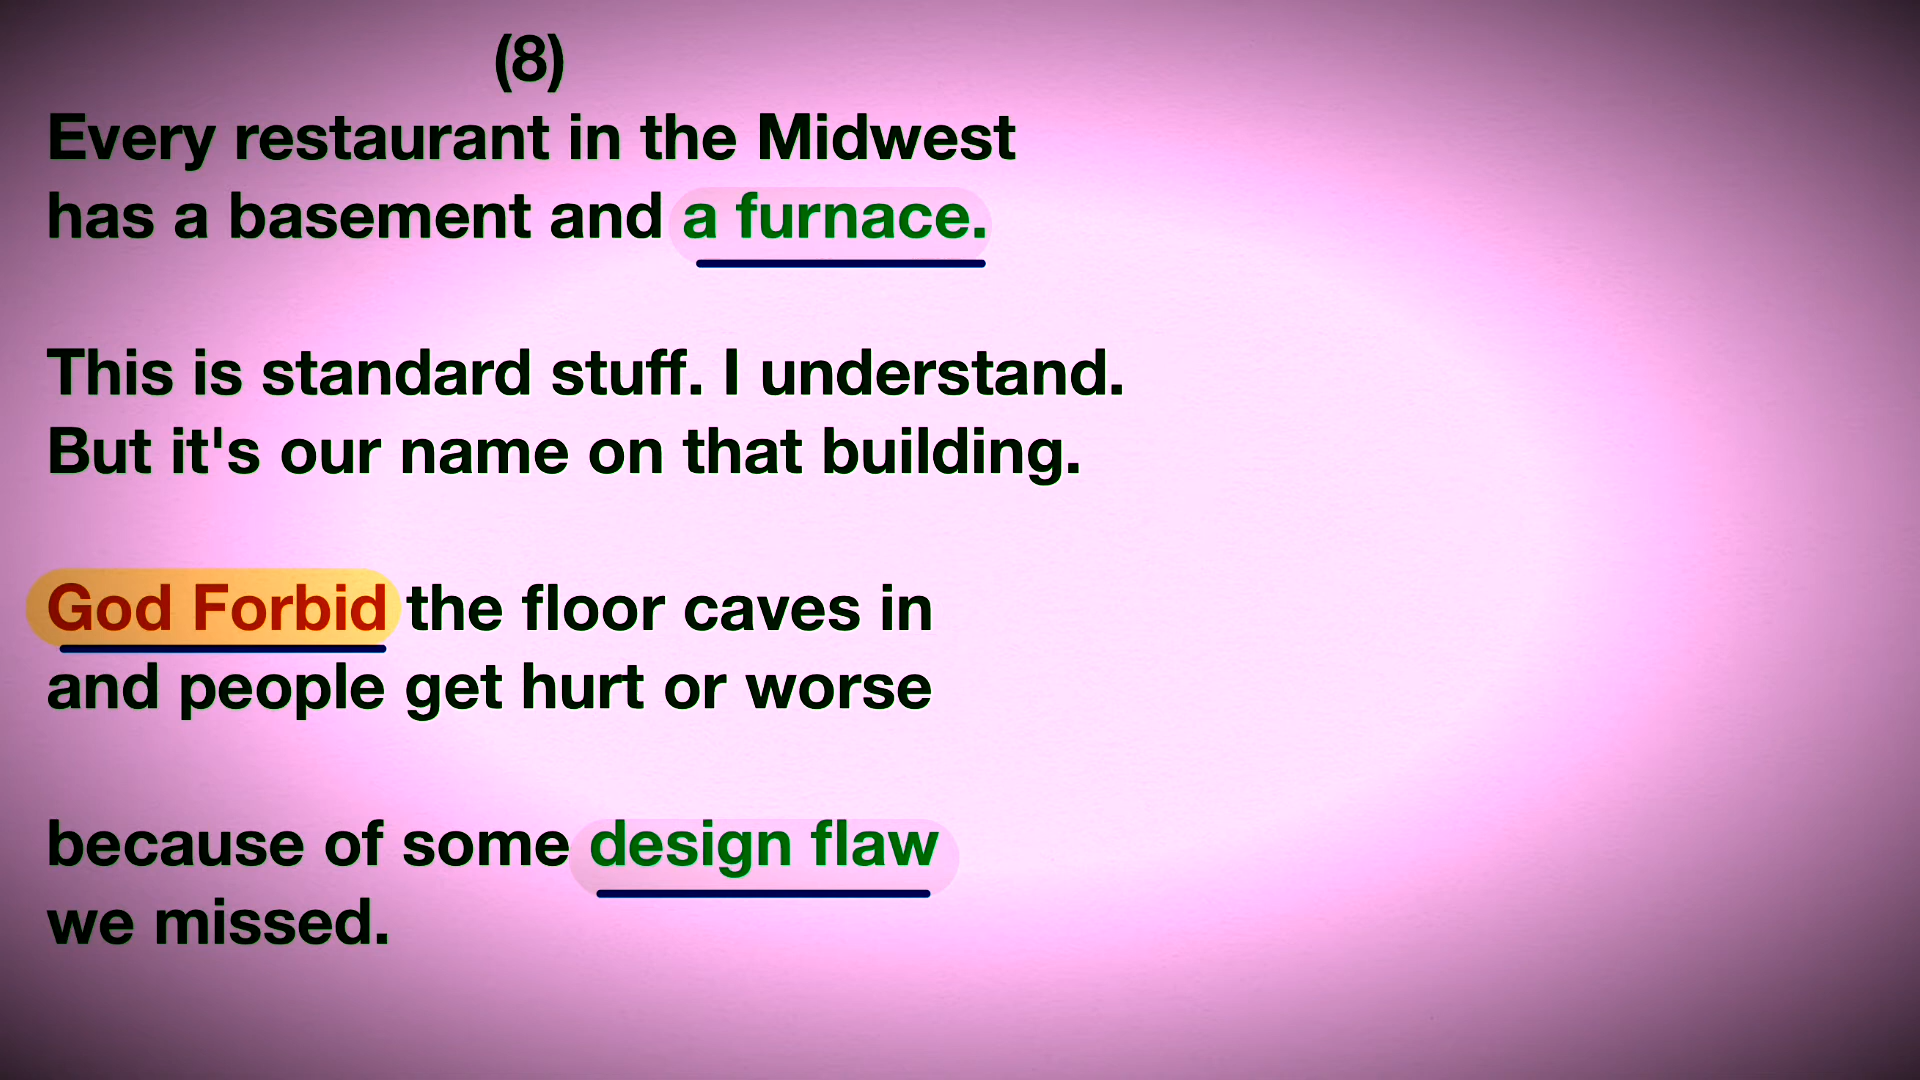 (8)
Every restaurant in the Midwest
has a basement and a furnace.
This is standard stuff. I understand.
But it's our name on that building.
God Forbid the floor caves in
and people get hurt or worse
because of some design flaw
we missed.